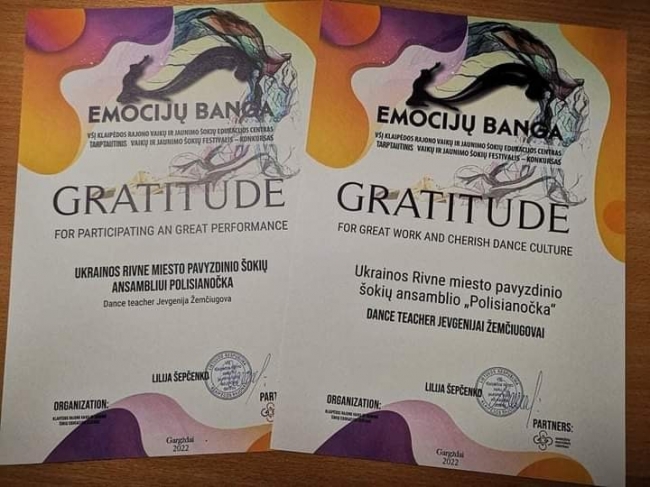 EMOCIJŲ BANGA
VŠĮ KLAIPĖDOS RAJONO VAIKŲ IR JAUNIMO ŠOKIŲ EDUKACIJOS CENTRAS
TARPTAUTINIS VAIKŲ IR JAUNIMO ŠOKIŲ FESTIVALIS – KONKURSAS
GRATITUDE
FOR PARTICIPATING AN GREAT PERFORMANCE
UKRAINOS RIVNE MIESTO PAVYZDINIO ŠOKIŲ
ANSAMBLIUI POLISIANOČKA
Dance teacher Jevgenija Žemčiugova
LILIJA ŠEPČENKO
ORGANIZATION:
PART
Gargždai
2022
EMOCIJŲ BANGA
VŠĮ KLAIPĖDOS RAJONO VAIKŲ IR JAUNIMO ŠOKIŲ EDUKACIJOS CENTRAS
TARPTAUTINIS VAIKŲ IR JAUNIMO ŠOKIŲ FESTIVALIS – KONKURSAS
GRATITUDE
FOR GREAT WORK AND CHERISH DANCE CULTURE
Ukrainos Rivne miesto pavyzdinio
šokių ansamblio „Polisianočka“
DANCE TEACHER JEVGENIJAI ŽEMČIUGOVAI
LILIJA ŠEPČENKO
ORGANIZATION:
PARTNERS:
Gargždai
2022